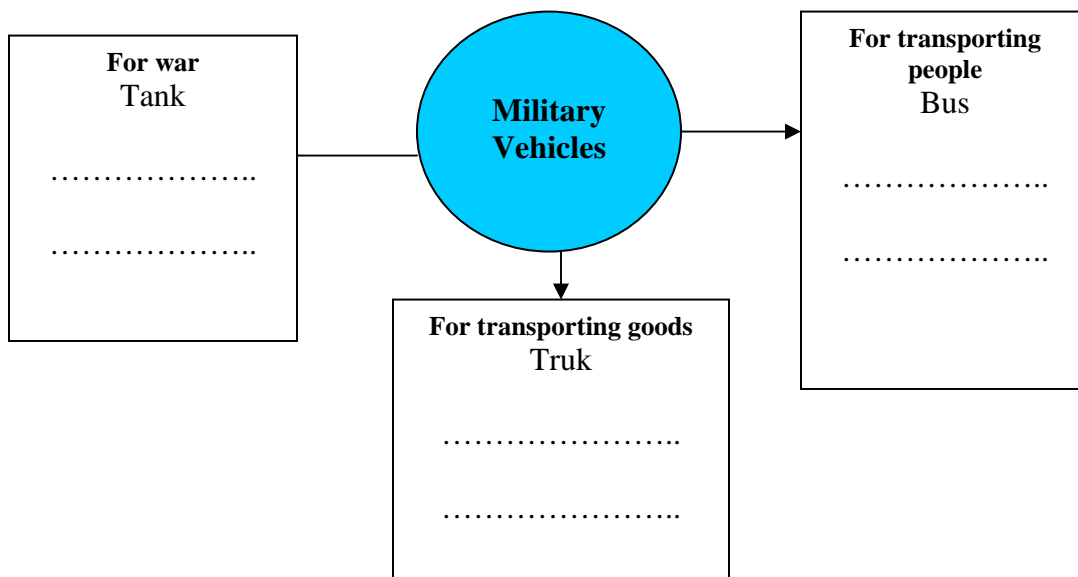 For war
Tank
………………..
………………..
Military
Vehicles
For transporting
people
Bus
………………..
………………..
For transporting goods
Truk
…………………..
…………………..